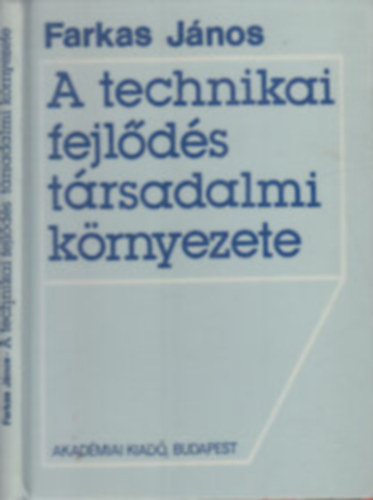 Farkas János
A technikai
fejlődés
társadalmi
környezete
AKADÉMIAI KIADÓ, BUDAPEST
Farkas János · A technikai fejlődés társadalmi környezete